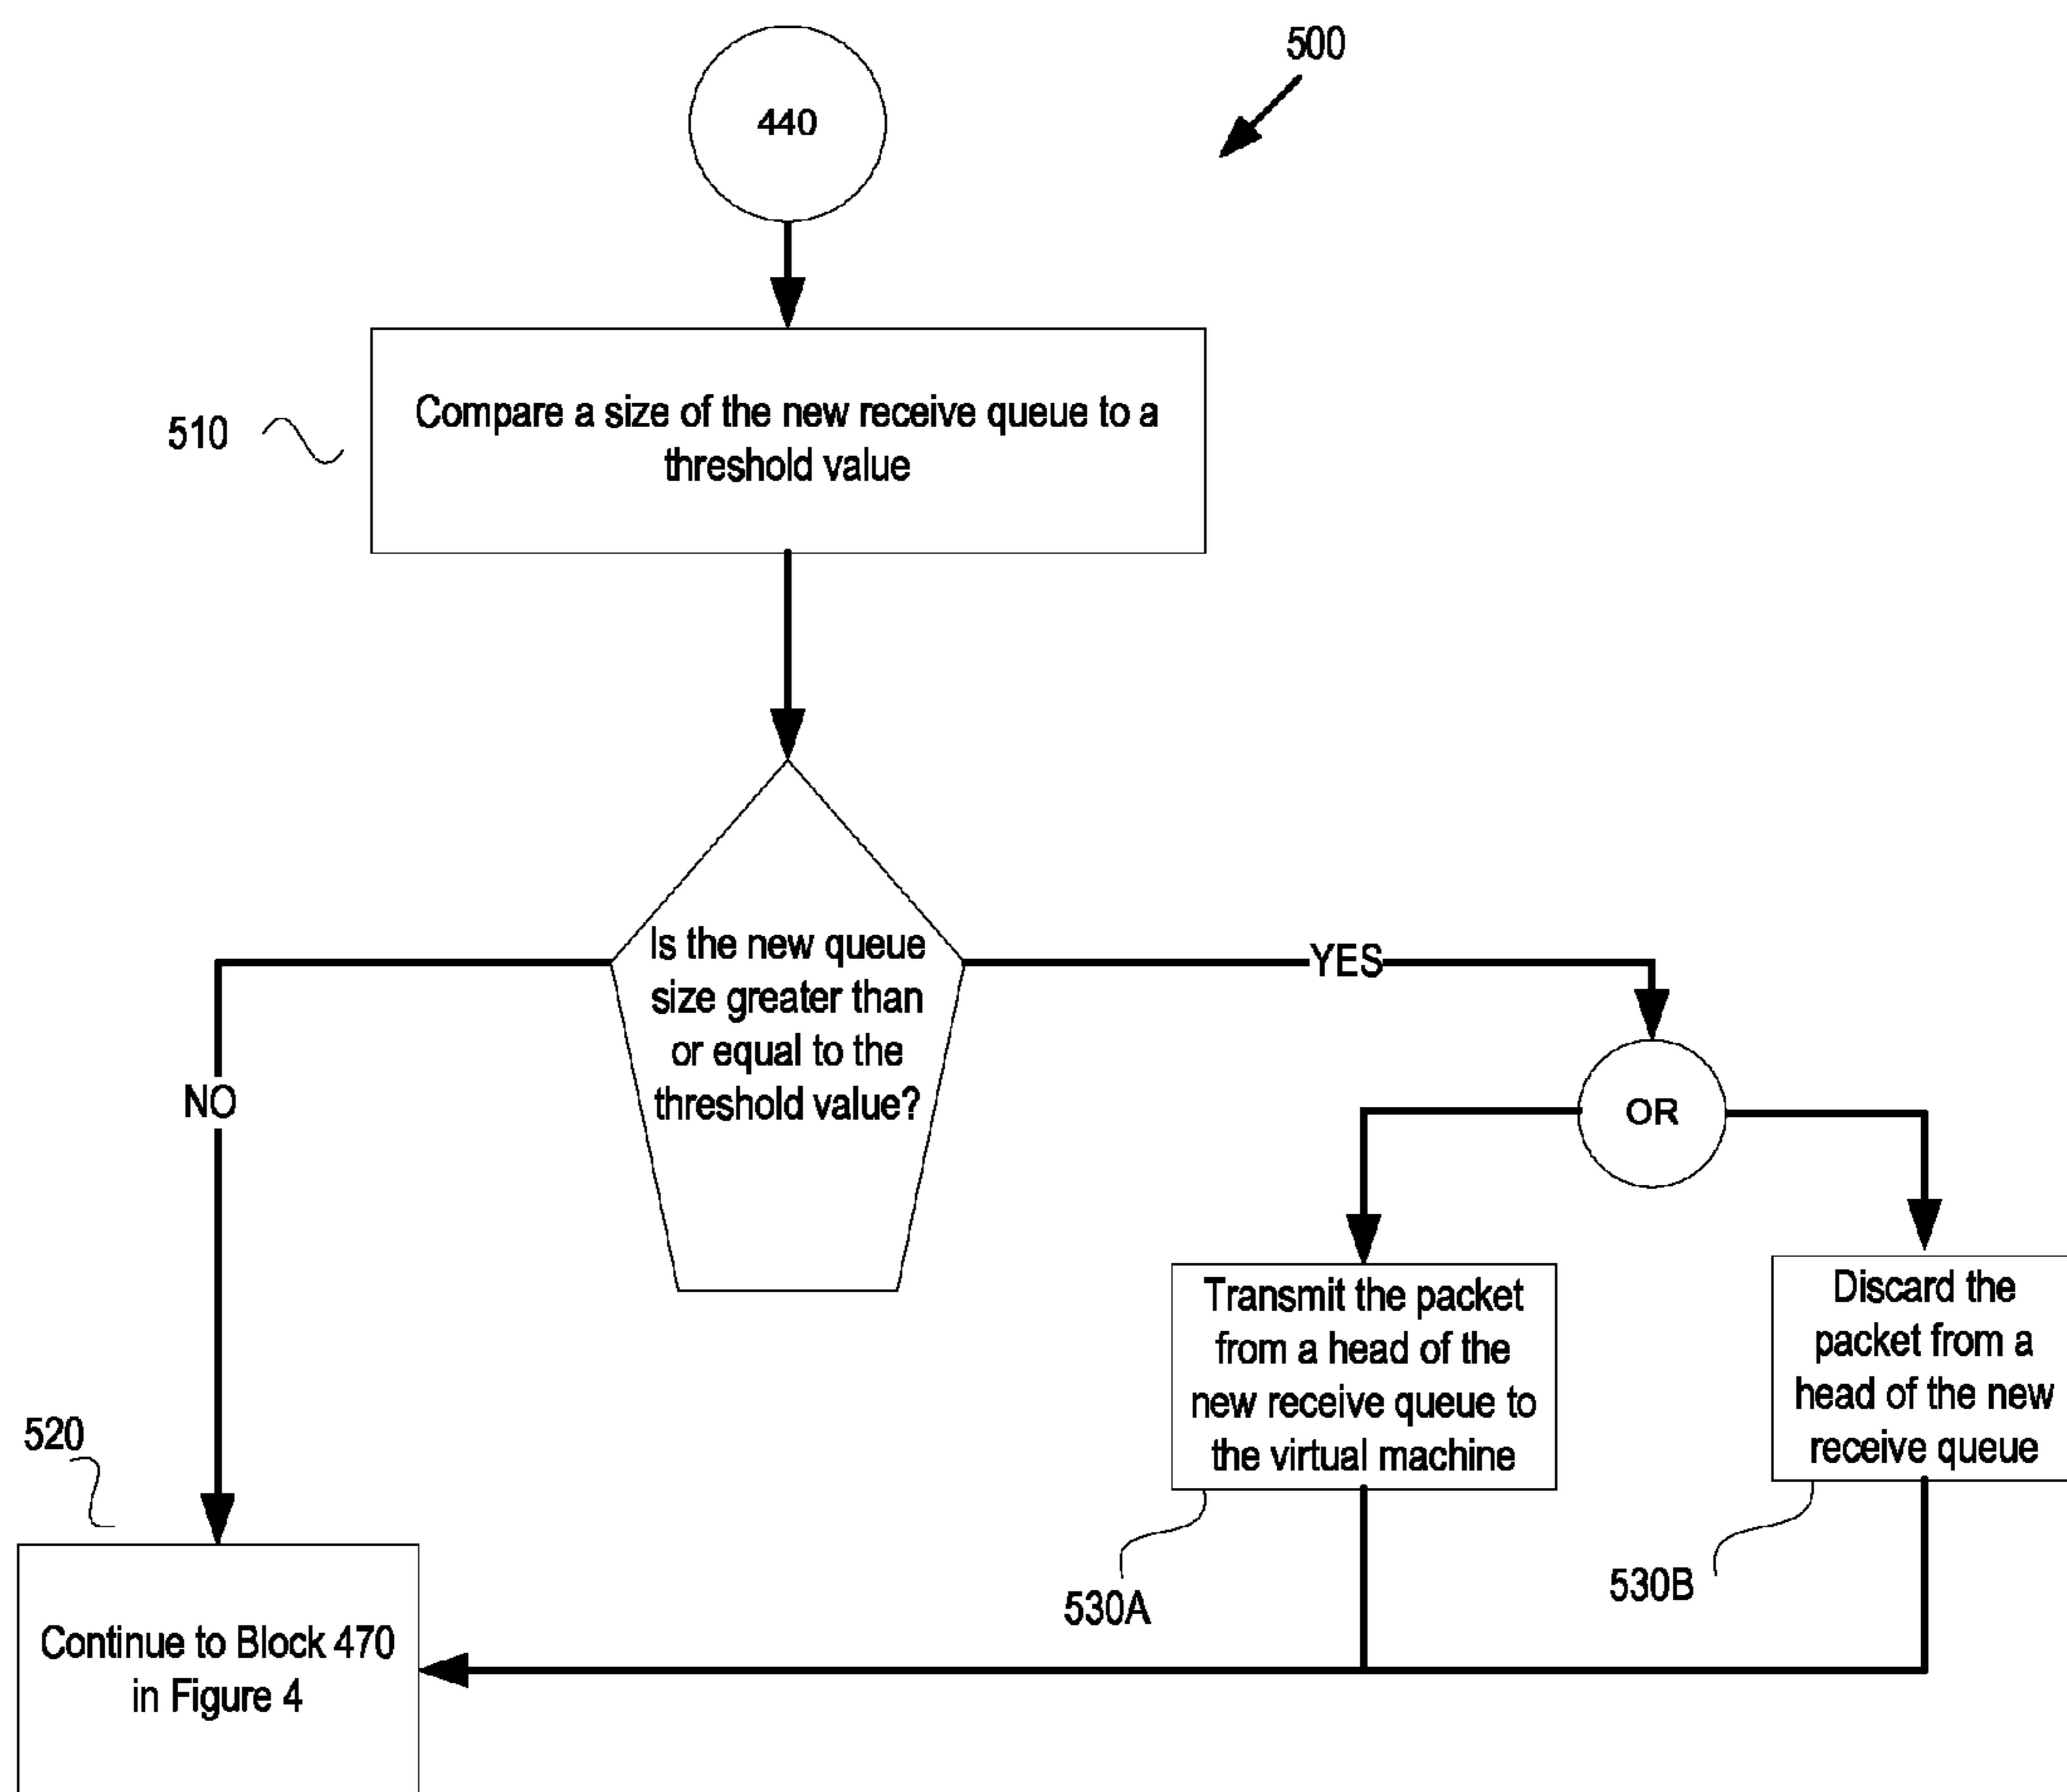 500
440
510
Compare a size of the new receive queue to a
threshold value
Is the new queue
size greater than
or equal to the
threshold value?
YES
NO
OR
Transmit the packet
from a head of the
new receive queue to
the virtual machine
Discard the
packet from a
head of the new
receive queue
520
530A
530B
Continue to Block 470
in Figure 4